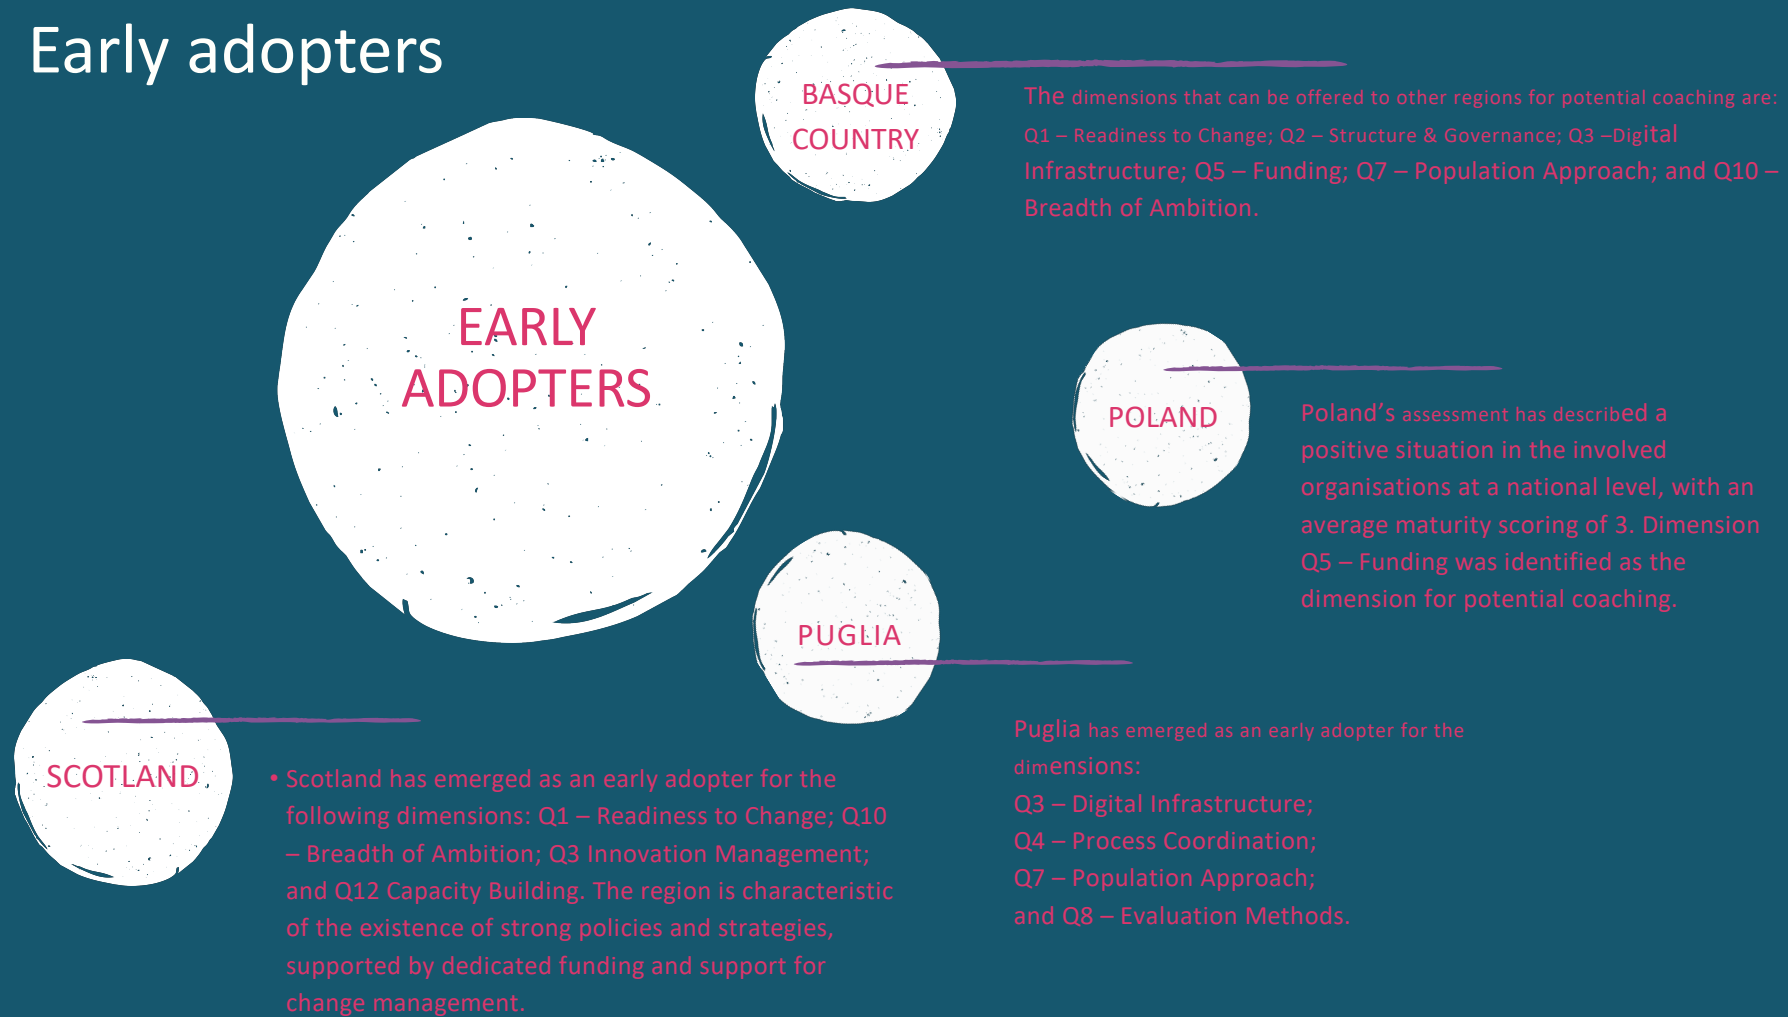 Early adopters
BASQUE
COUNTRY
The dimensions that can be offered to other regions for potential coaching are:
Q1 – Readiness to Change; Q2 – Structure & Governance; Q3 –Digital
Infrastructure; Q5 – Funding; Q7 – Population Approach; and Q10 –
Breadth of Ambition.
EARLY
ADOPTERS
POLAND
Poland’s assessment has described a
positive situation in the involved
organisations at a national level, with an
average maturity scoring of 3. Dimension
Q5 – Funding was identified as the
dimension for potential coaching.
PUGLIA
Puglia has emerged as an early adopter for the
dimensions:
Q3 – Digital Infrastructure;
Q4 – Process Coordination;
Q7 – Population Approach;
and Q8 – Evaluation Methods.
SCOTLAND
• Scotland has emerged as an early adopter for the
following dimensions: Q1 – Readiness to Change; Q10
– Breadth of Ambition; Q3 Innovation Management;
and Q12 Capacity Building. The region is characteristic
of the existence of strong policies and strategies,
supported by dedicated funding and support for
change management.